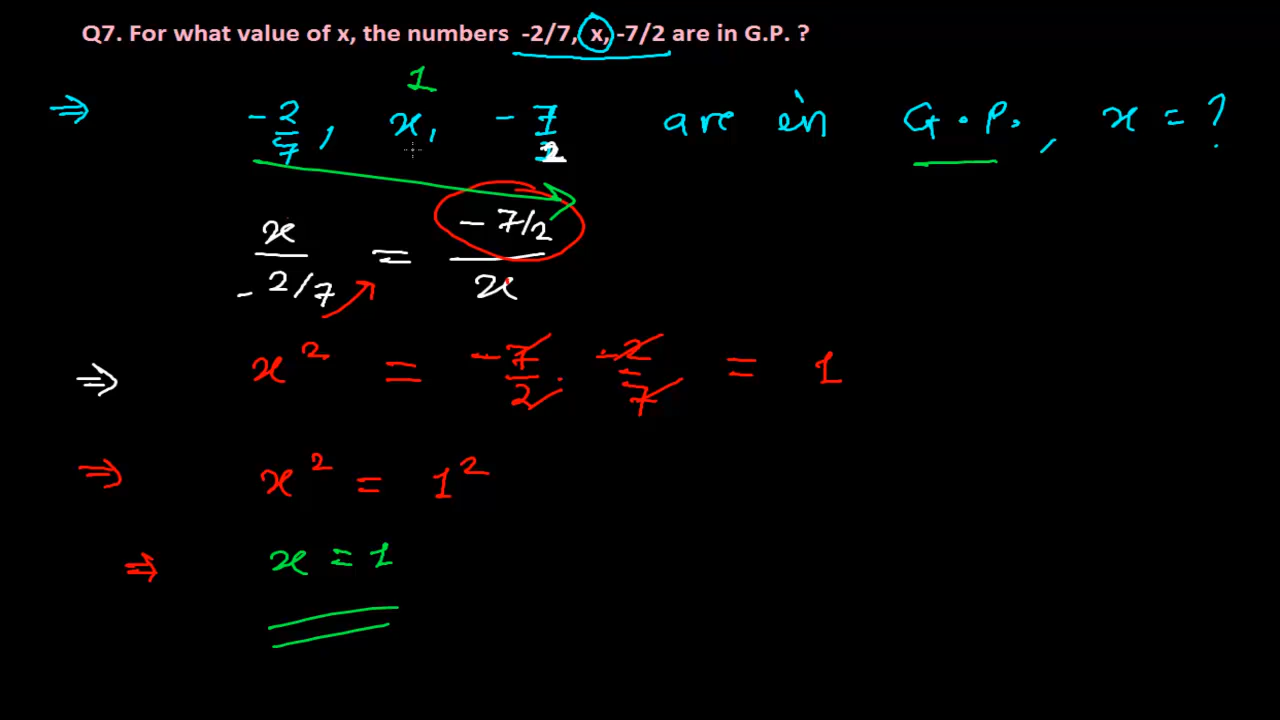 Q7. For what value of x, the numbers -2/7, x, -7/2 are in G.P. ?
1
⇒ -2/7, x, -7/2 are in G.P., x = ?
x/(-2/7) = (-7/2)/x
⇒ x² = -7/2 · -2/7 = 1
⇒ x² = 1²
⇒ x = 1